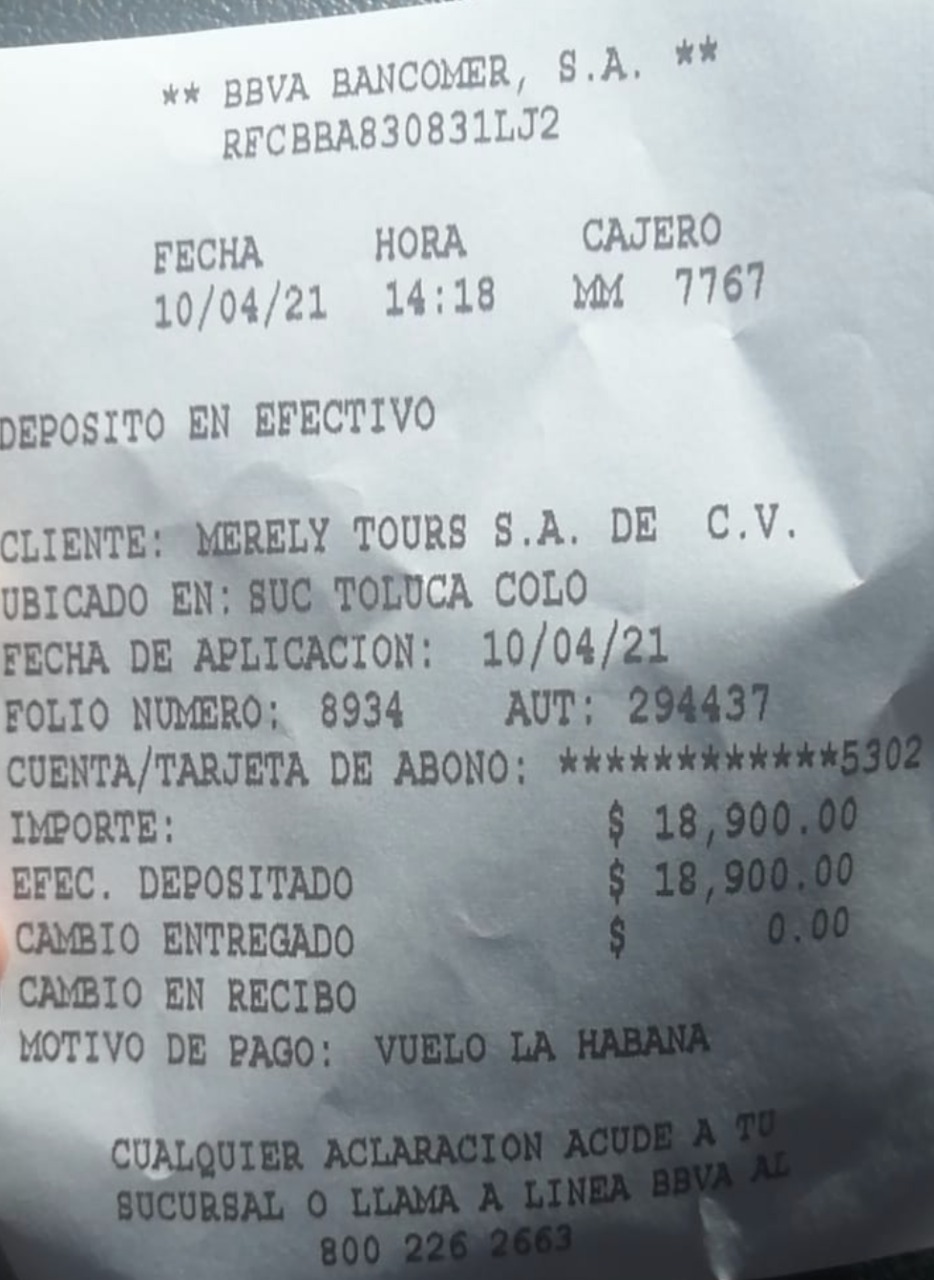 ** BBVA BANCOMER, S.A. **
RFCBBA830831LJ2
FECHA HORA CAJERO
10/04/21 14:18 MM 7767
DEPOSITO EN EFECTIVO
CLIENTE: MERELY TOURS S.A. DE C.V.
UBICADO EN: SUC TOLUCA COLO
FECHA DE APLICACION: 10/04/21
FOLIO NUMERO: 8934 AUT: 294437
CUENTA/TARJETA DE ABONO: ************5302
IMPORTE: $ 18,900.00
EFEC. DEPOSITADO $ 18,900.00
CAMBIO ENTREGADO $ 0.00
CAMBIO EN RECIBO
MOTIVO DE PAGO: VUELO LA HABANA
CUALQUIER ACLARACION ACUDE A TU
SUCURSAL O LLAMA A LINEA BBVA AL
800 226 2663